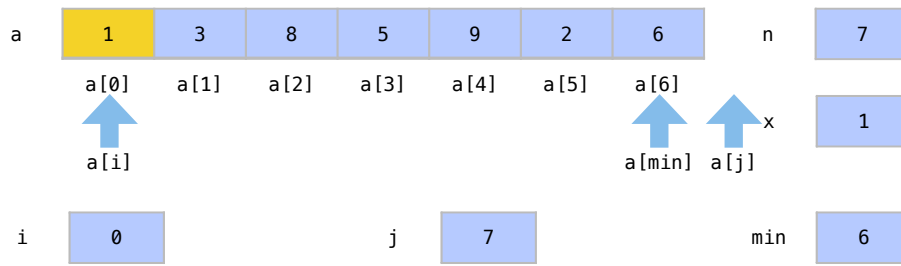 a 1 3 8 5 9 2 6 n 7
a[0] a[1] a[2] a[3] a[4] a[5] a[6]
x 1
a[i] a[min] a[j]
i 0 j 7 min 6